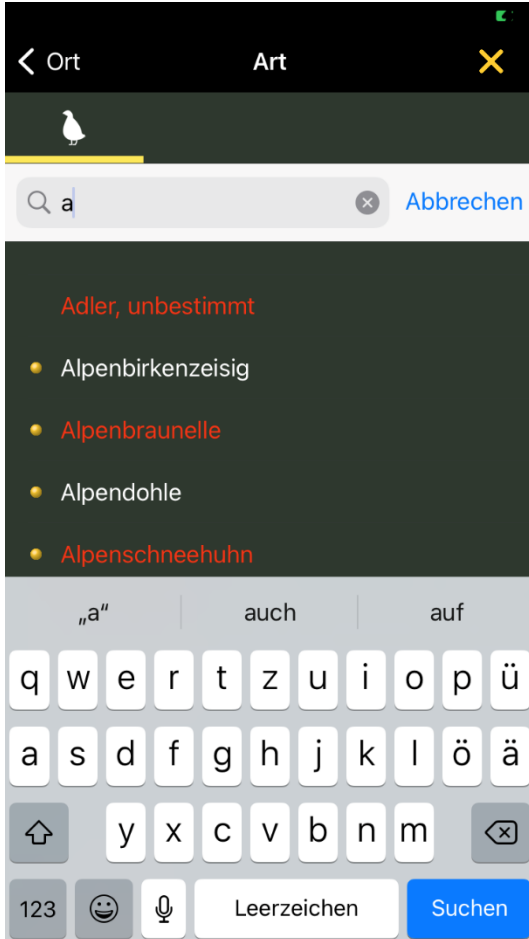 Ort Art
a Abbrechen
Adler, unbestimmt
Alpenbirkenzeisig
Alpenbraunelle
Alpendohle
Alpenschneehuhn
„a“ auch auf
q w e r t z u i o p ü
a s d f g h j k l ö ä
y x c v b n m
123 Leerzeichen Suchen